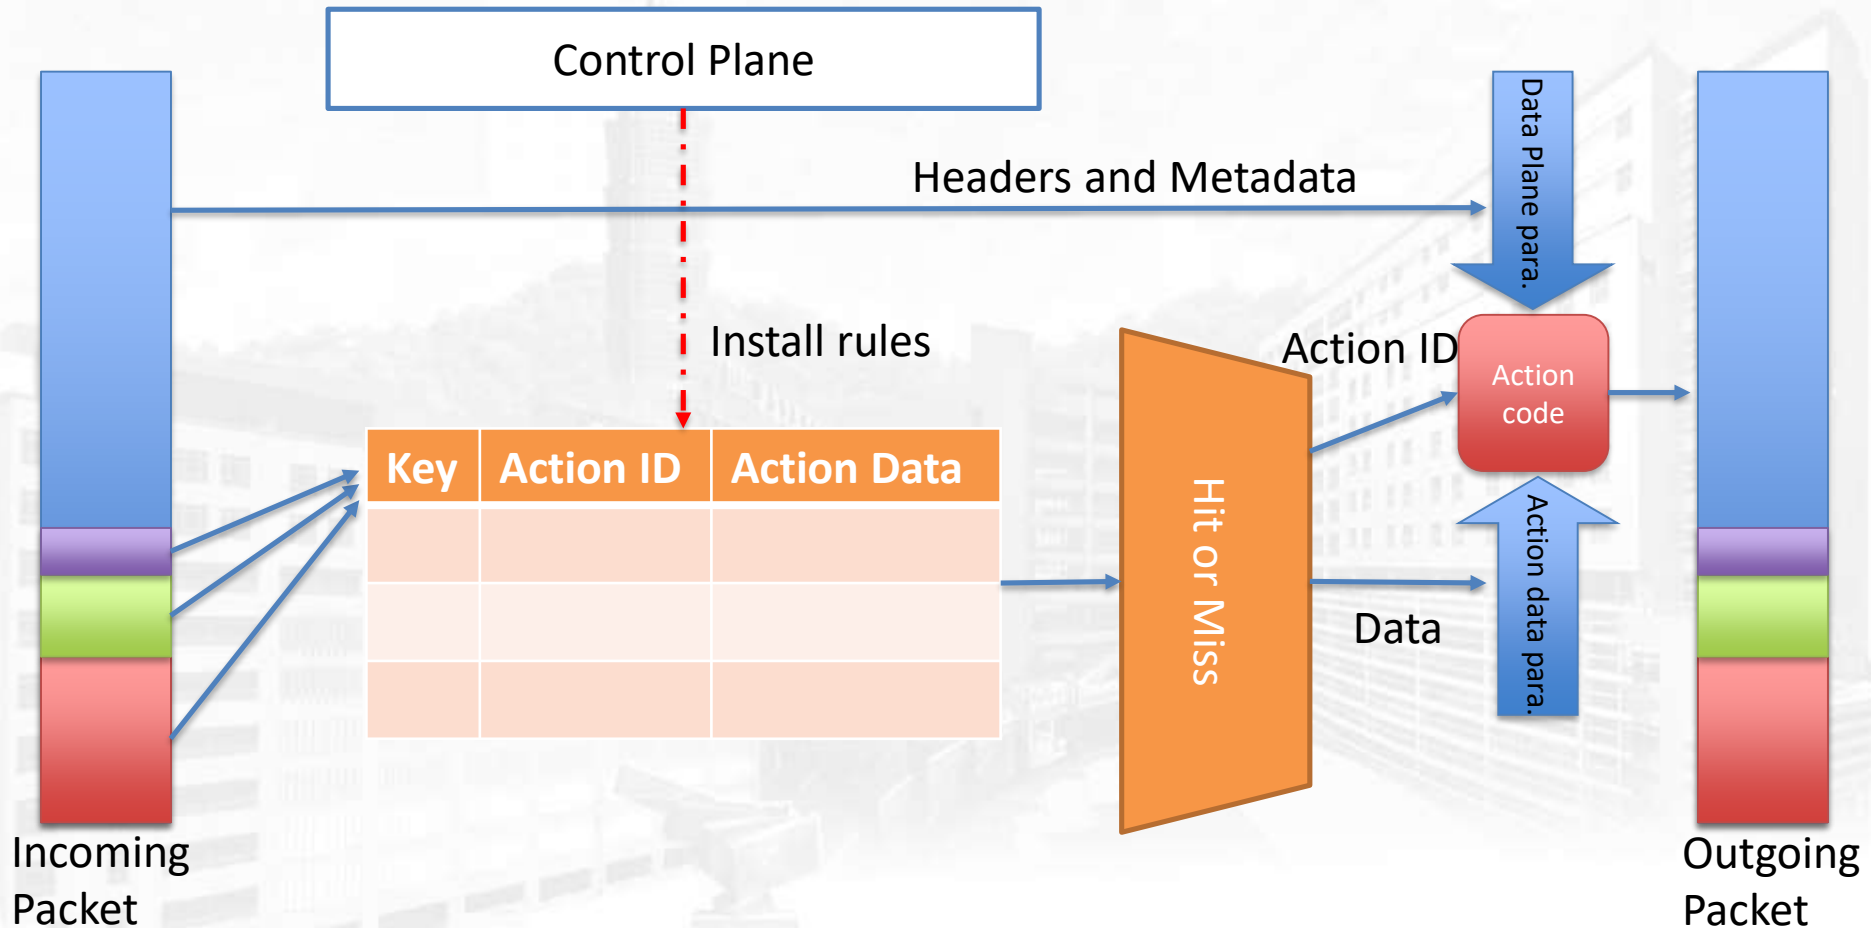 Control Plane
Data Plane para.
Headers and Metadata
Install rules
Action ID
Action
code
Key Action ID Action Data
Hit or Miss
Action data para.
Data
Incoming
Packet
Outgoing
Packet